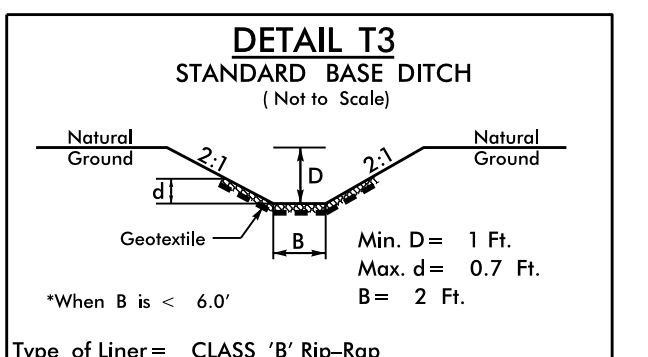 DETAIL T3
STANDARD BASE DITCH
( Not to Scale)
Natural
Ground
2:1
2:1
Natural
Ground
D
d
Geotextile
B
Min. D= 1 Ft.
Max. d= 0.7 Ft.
B= 2 Ft.
*When B is < 6.0'
Type of Liner= CLASS 'B' Rip-Rap